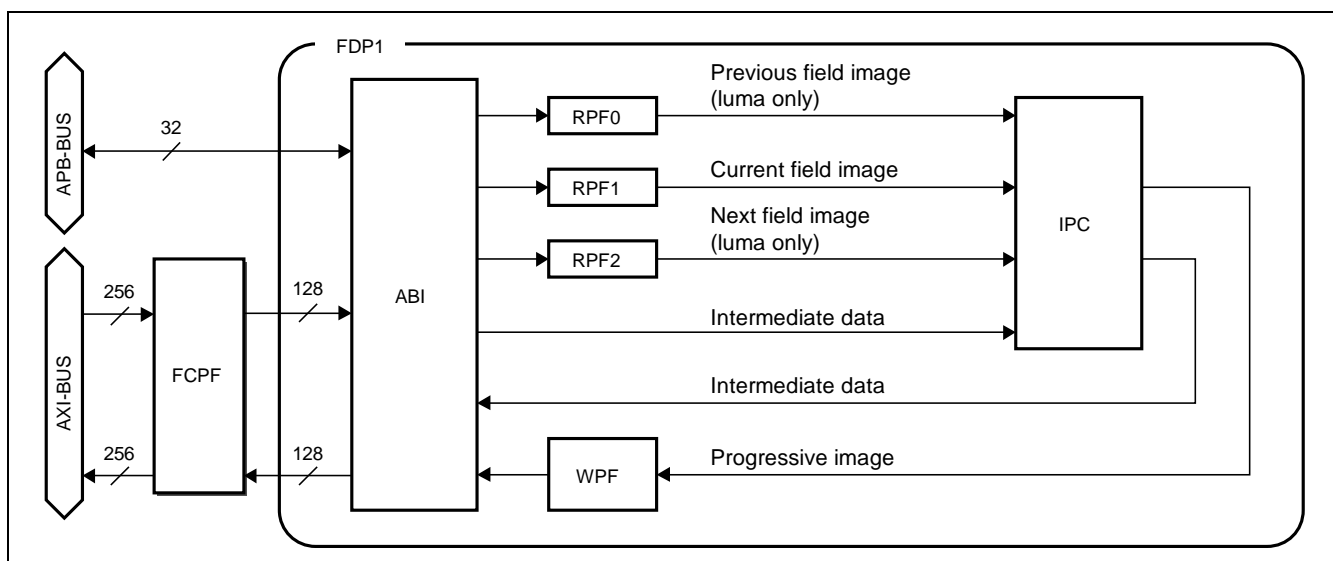 FDP1
APB-BUS
32
AXI-BUS
256
256
FCPF
128
128
ABI
RPF0
RPF1
RPF2
WPF
Previous field image
(luma only)
Current field image
Next field image
(luma only)
Intermediate data
Intermediate data
Progressive image
IPC